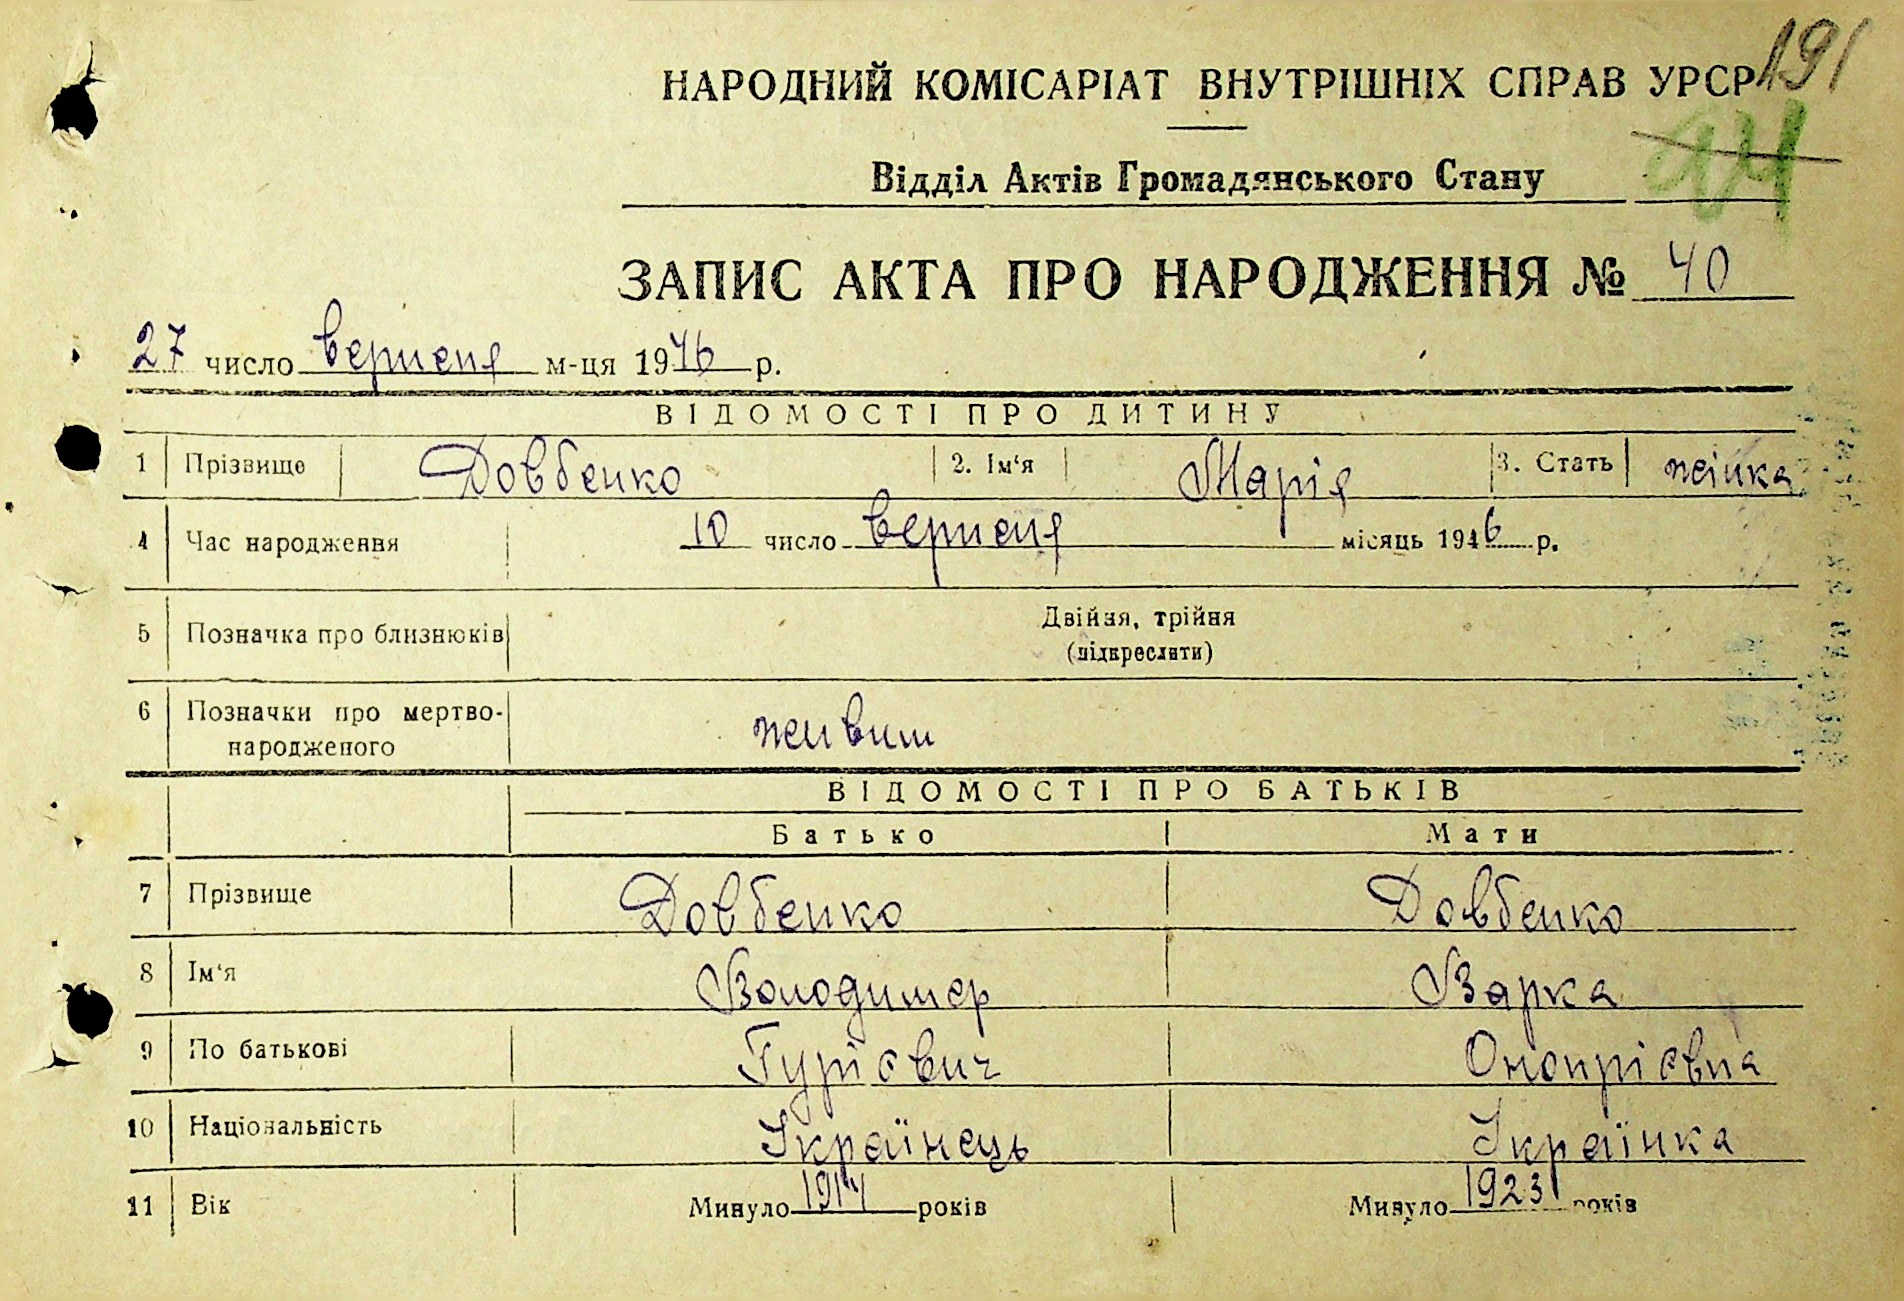 191
НАРОДНИЙ КОМІСАРІАТ ВНУТРІШНІХ СПРАВ УРСР
Відділ Актів Громадянського Стану
ЗАПИС АКТА ПРО НАРОДЖЕННЯ № 40
27 число вересня м-ця 1946 р.
ВІДОМОСТІ ПРО ДИТИНУ
1 Прізвище Довбенко 2. Ім'я Марія 3. Стать жінка
4 Час народження 10 число вересня місяць 1946 р.
5 Позначка про близнюків Двійня, трійня
(підкреслити)
6 Позначки про мертво-
народженого живим
ВІДОМОСТІ ПРО БАТЬКІВ
Батько Мати
7 Прізвище Довбенко Довбенко
8 Ім'я Володимер Варка
9 По батькові Гурієвич Онопрієвна
10 Національність Українець Українка
11 Вік Минуло 1914 років Минуло 1923 років